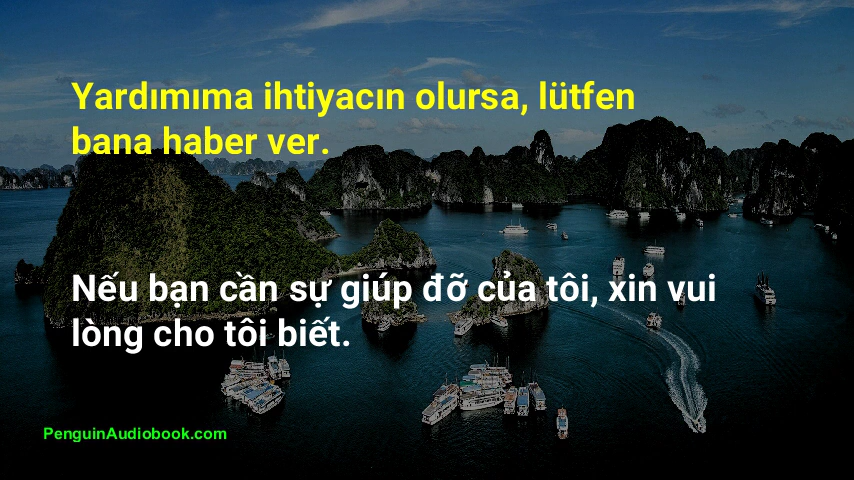 Yardımıma ihtiyacın olursa, lütfen
bana haber ver.
Nếu bạn cần sự giúp đỡ của tôi, xin vui
lòng cho tôi biết.
PenguinAudiobook.com